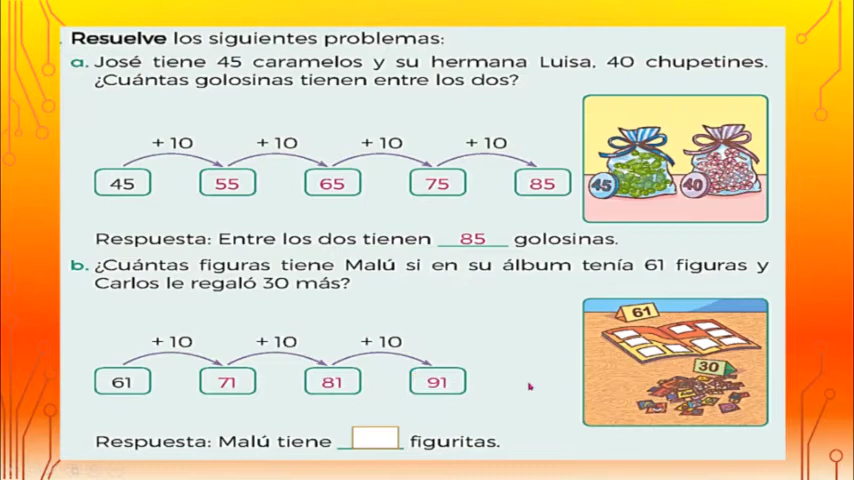 Resuelve los siguientes problemas:
a. José tiene 45 caramelos y su hermana Luisa, 40 chupetines.
¿Cuántas golosinas tienen entre los dos?
+ 10 + 10 + 10 + 10
45 55 65 75 85
45 40
Respuesta: Entre los dos tienen 85 golosinas.
b. ¿Cuántas figuras tiene Malú si en su álbum tenía 61 figuras y
Carlos le regaló 30 más?
61
+ 10 + 10 + 10
30
61 71 81 91
Respuesta: Malú tiene ___ figuritas.